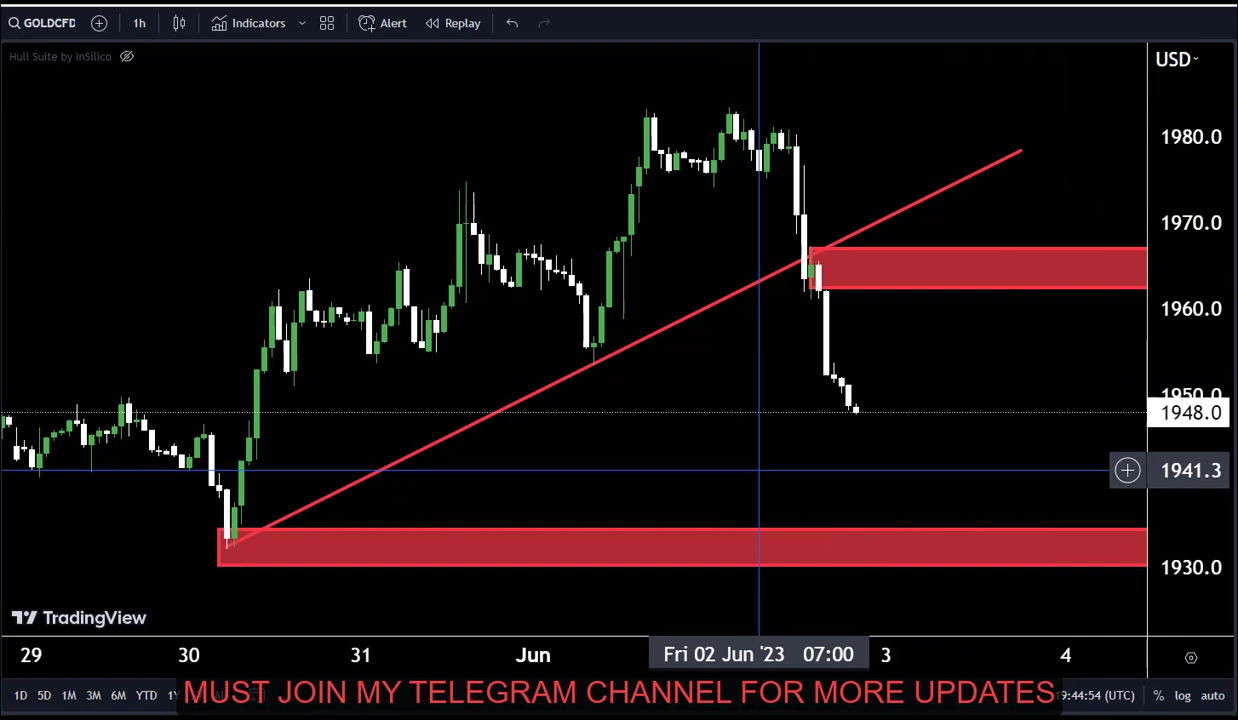 GOLDCFD 1h Indicators Alert Replay
Hull Suite by InSilico
USD
1980.0
1970.0
1960.0
1950.0
1948.0
1941.3
1930.0
TradingView
29 30 31 Jun Fri 02 Jun '23 07:00 3 4
1D 5D 1M 3M 6M YTD
MUST JOIN MY TELEGRAM CHANNEL FOR MORE UPDATES
:44:54 (UTC) % log auto